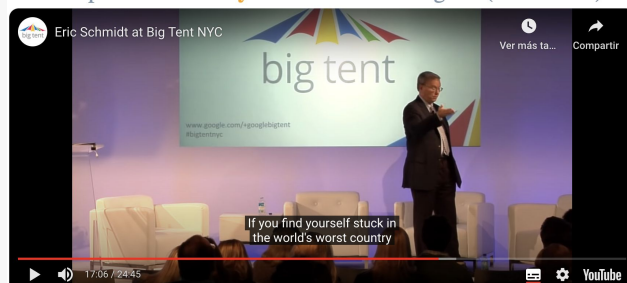 big tent
Eric Schmidt at Big Tent NYC
Ver más ta...
Compartir
big tent
www.google.com/+googlebigtent
#bigtentnyc
If you find yourself stuck in
the world's worst country
17:06 / 24:45
YouTube